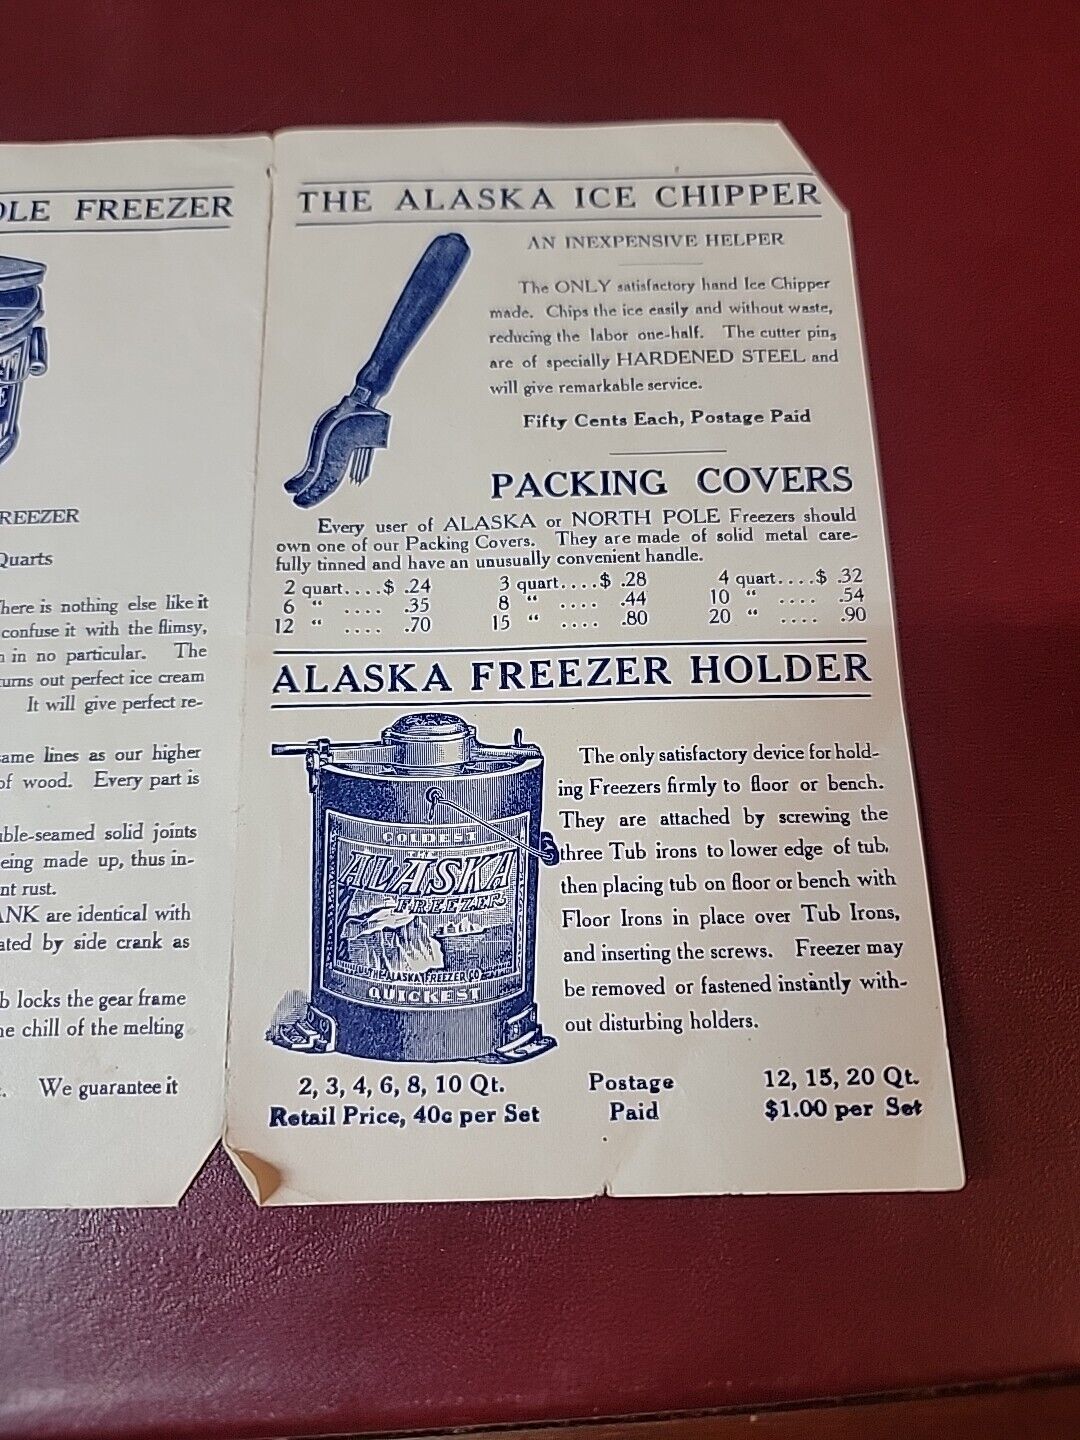 OLE FREEZER
REEZER
Quarts
here is nothing else like it
confuse it with the flimsy,
in no particular. The
turns out perfect ice cream
It will give perfect re-
same lines as our higher
of wood. Every part is
ble-seamed solid joints
eing made up, thus in-
nt rust.
ANK are identical with
ated by side crank as
b locks the gear frame
e chill of the melting
We guarantee it
THE ALASKA ICE CHIPPER
AN INEXPENSIVE HELPER
The ONLY satisfactory hand Ice Chipper
made. Chips the ice easily and without waste,
reducing the labor one-half. The cutter pins
are of specially HARDENED STEEL and
will give remarkable service.
Fifty Cents Each, Postage Paid
PACKING COVERS
Every user of ALASKA or NORTH POLE Freezers should
own one of our Packing Covers. They are made of solid metal care-
fully tinned and have an unusually convenient handle.
2 quart....$ .24 3 quart....$ .28 4 quart....$ .32
6 " .... .35 8 " .... .44 10 " .... .54
12 " .... .70 15 " .... .80 20 " .... .90
ALASKA FREEZER HOLDER
COLDEST
THE
ALASKA
FREEZER
THE ALASKA FREEZER CO
QUICKEST
The only satisfactory device for hold-
ing Freezers firmly to floor or bench.
They are attached by screwing the
three Tub irons to lower edge of tub,
then placing tub on floor or bench with
Floor Irons in place over Tub Irons,
and inserting the screws. Freezer may
be removed or fastened instantly with-
out disturbing holders.
2, 3, 4, 6, 8, 10 Qt. Postage 12, 15, 20 Qt.
Retail Price, 40c per Set Paid $1.00 per Set